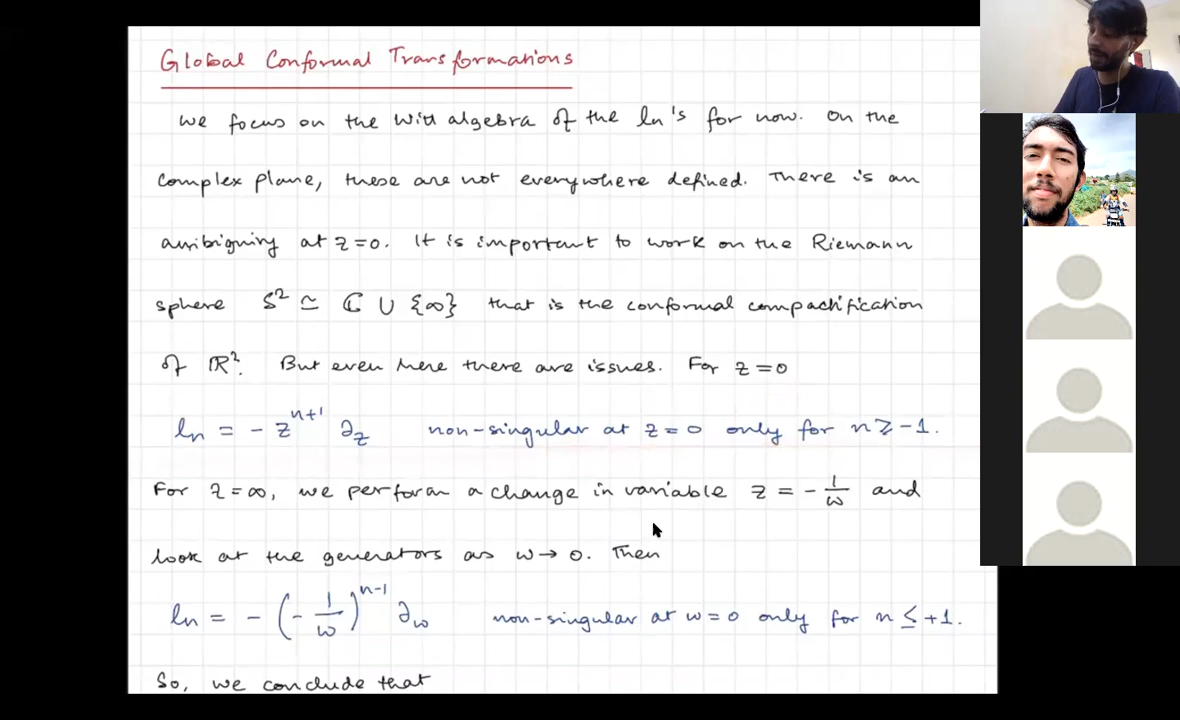 Global Conformal Transformations
We focus on the Witt algebra of the ln's for now. On the
complex plane, these are not everywhere defined. There is an
ambiguity at z=0. It is important to work on the Riemann
sphere S² ≃ ℂ ∪ {∞} that is the conformal compactification
of ℝ². But even here there are issues. For z=0
ln = - z^{n+1} ∂_z non-singular at z=0 only for n ≥ -1.
For z=∞, we perform a change in variable z = - 1/w and
look at the generators as w → 0. Then
ln = - (- 1/w)^{n-1} ∂_w non-singular at w=0 only for n ≤ +1.
So, we conclude that